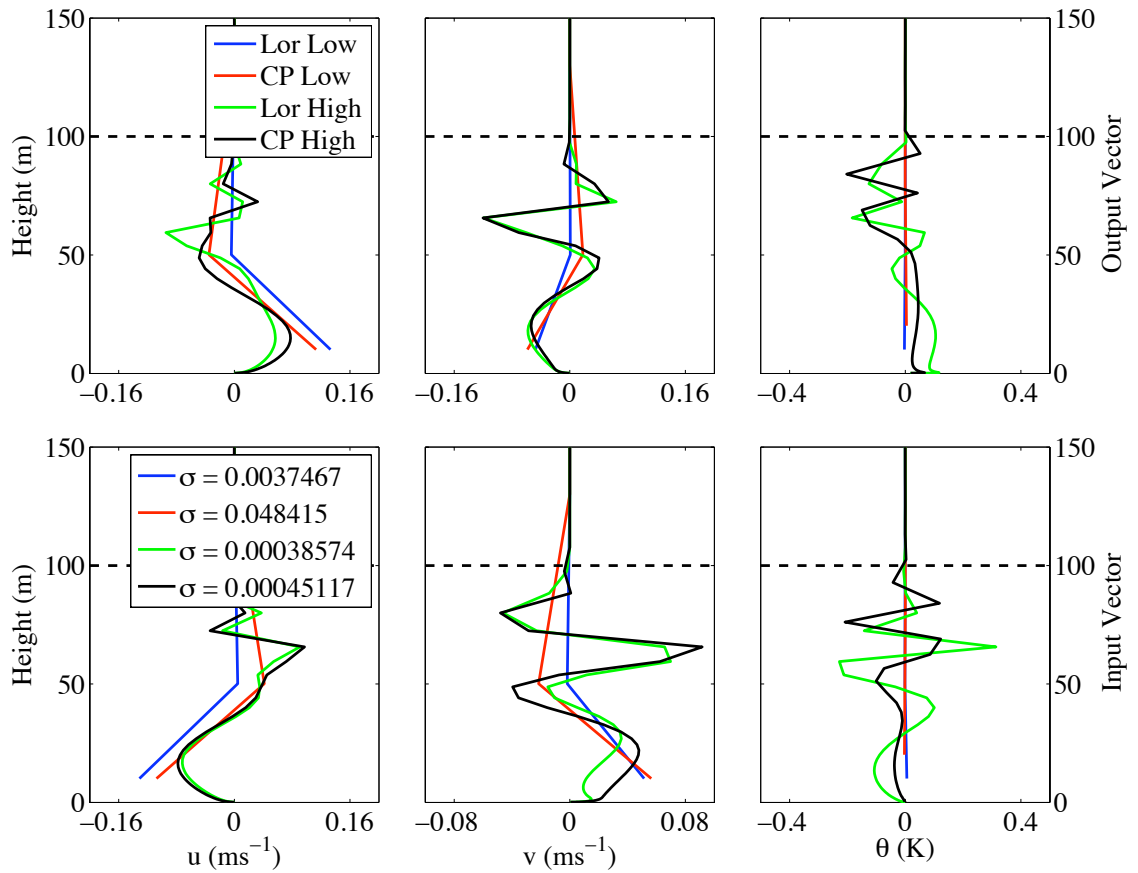 150
100
50
0
Height (m)
Lor Low
CP Low
Lor High
CP High
−0.16
0
0.16
−0.16
0
0.16
−0.4
0
0.4
150
100
50
0
Output Vector
150
100
50
0
Height (m)
σ = 0.0037467
σ = 0.048415
σ = 0.00038574
σ = 0.00045117
−0.16
0
0.16
u (ms⁻¹)
−0.08
0
0.08
v (ms⁻¹)
−0.4
0
0.4
θ (K)
150
100
50
0
Input Vector